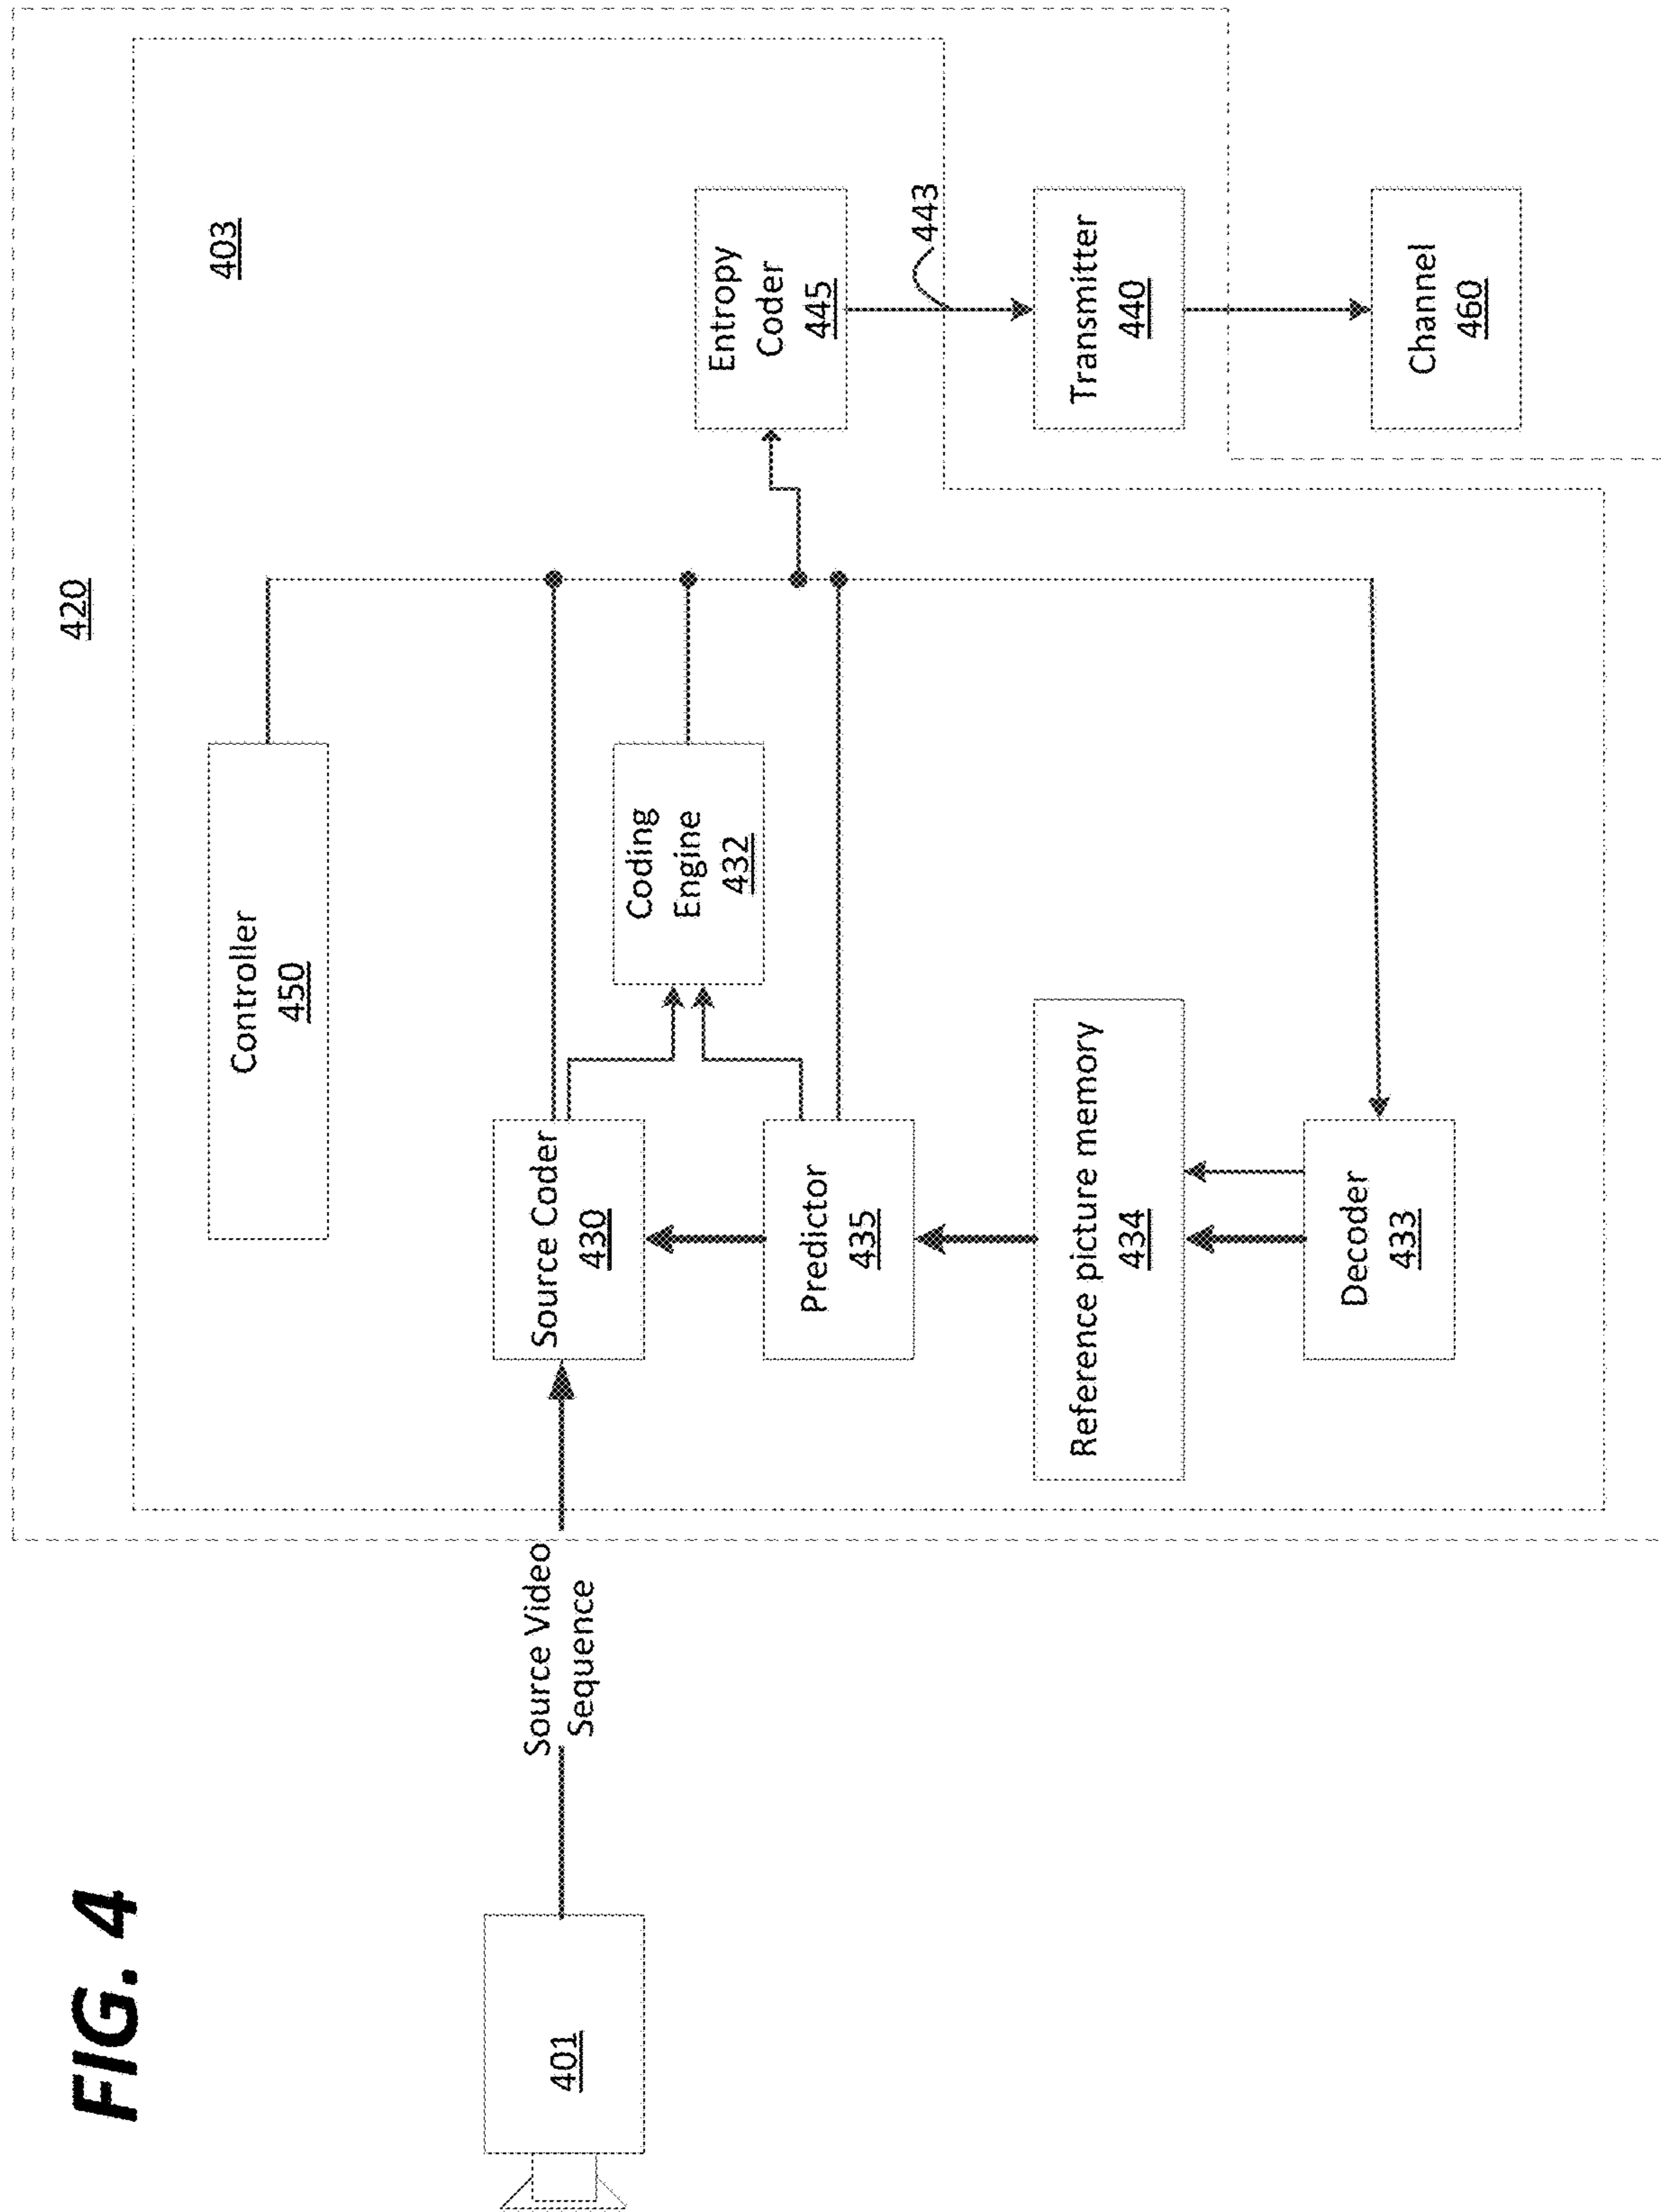 FIG. 4
420
403
401
Source Video
Sequence
Controller
450
Source Coder
430
Coding
Engine
432
Predictor
435
Reference picture memory
434
Decoder
433
Entropy
Coder
445
443
Transmitter
440
Channel
460